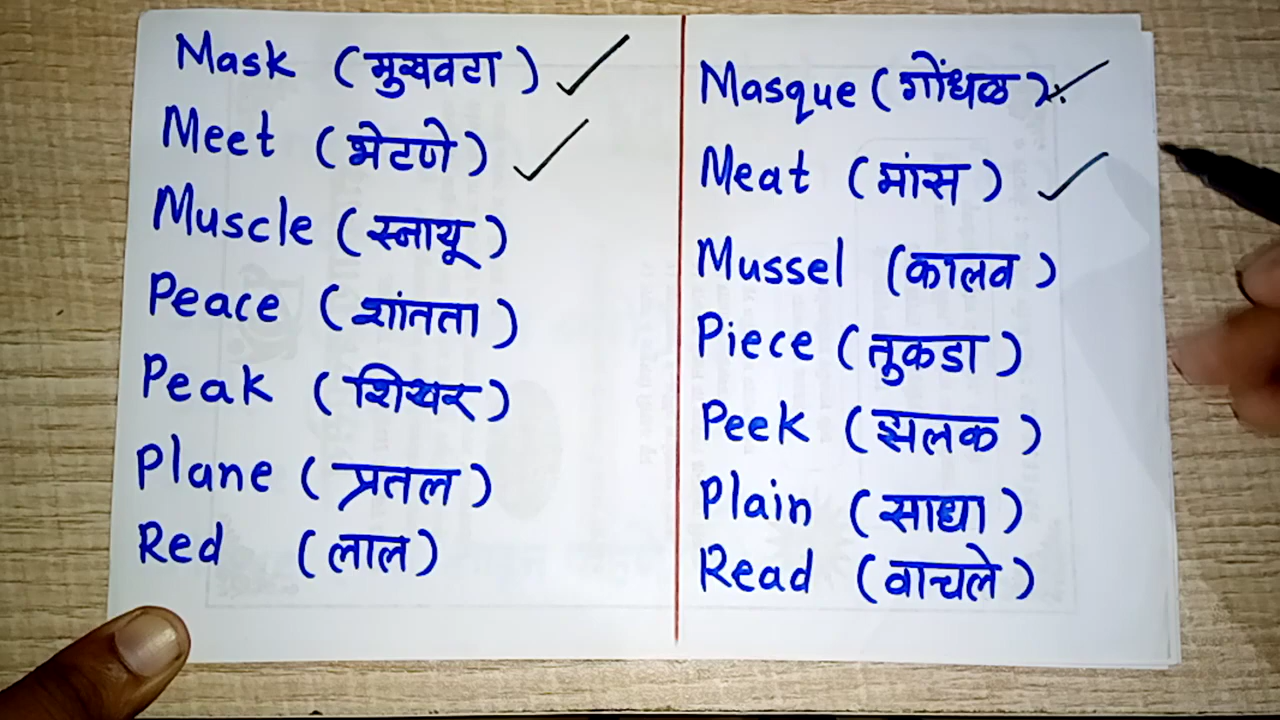 Mask (मुखवटा)
Meet (भेटणे)
Muscle (स्नायू)
Peace (शांतता)
Peak (शिखर)
Plane (प्रतल)
Red (लाल)
Masque (गोंधळ)
Meat (मांस)
Mussel (कालव)
Piece (तुकडा)
Peek (झलक)
Plain (साधा)
Read (वाचले)